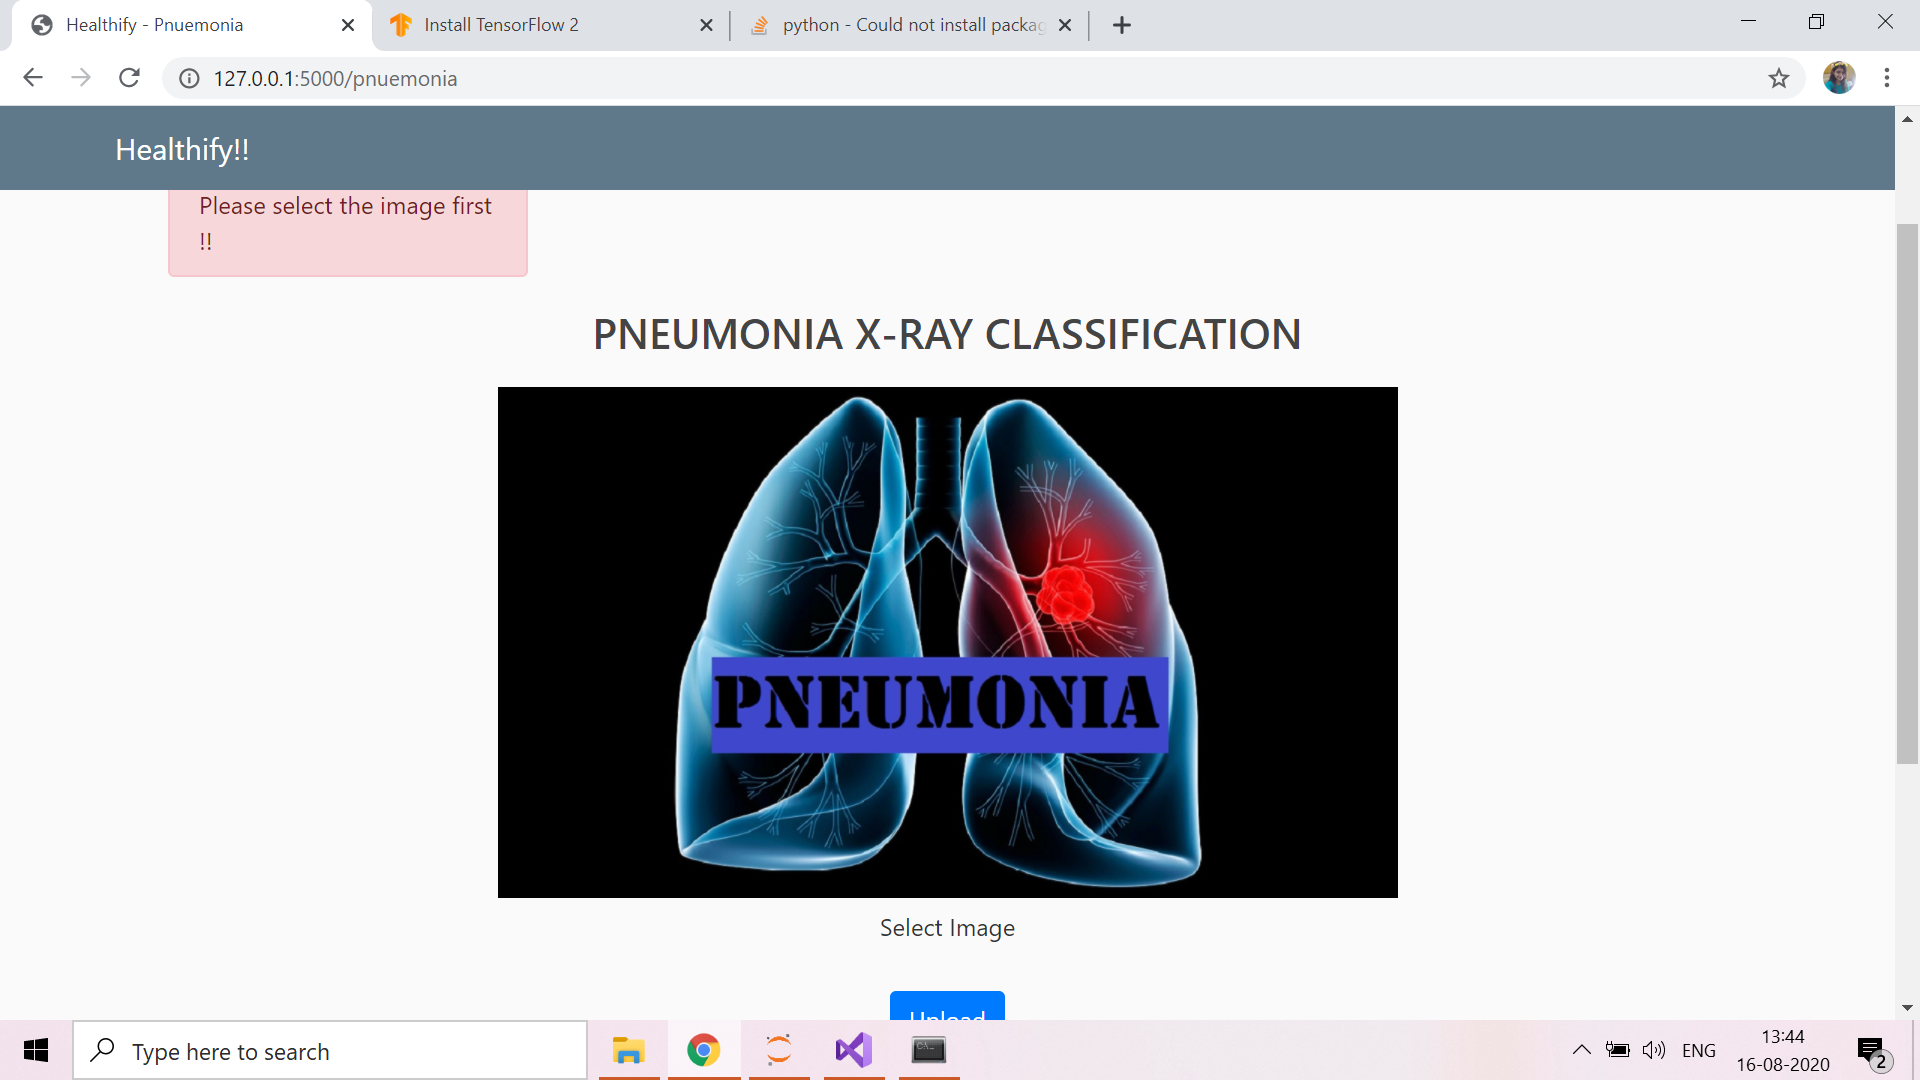 Healthify - Pnuemonia
Install TensorFlow 2
python - Could not install packag
127.0.0.1:5000/pnuemonia
Healthify!!
Please select the image first
!!
PNEUMONIA X-RAY CLASSIFICATION
PNEUMONIA
Select Image
Upload
Type here to search
ENG
13:44
16-08-2020
2